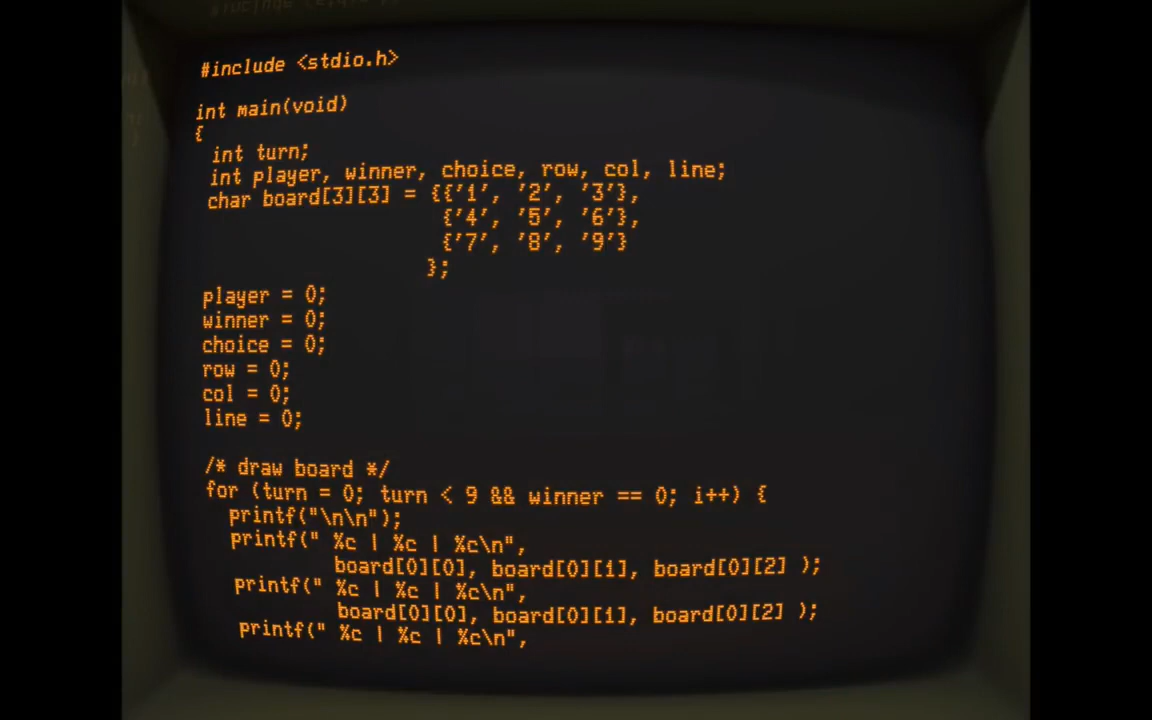 #include <stdio.h>
int main(void)
{
int turn;
int player, winner, choice, row, col, line;
char board[3][3] = {{'1', '2', '3'},
{'4', '5', '6'},
{'7', '8', '9'}
};
player = 0;
winner = 0;
choice = 0;
row = 0;
col = 0;
line = 0;
/* draw board */
for (turn = 0; turn < 9 && winner == 0; i++) {
printf("\n\n");
printf(" %c | %c | %c\n",
board[0][0], board[0][1], board[0][2] );
printf(" %c | %c | %c\n",
board[0][0], board[0][1], board[0][2] );
printf(" %c | %c | %c\n",